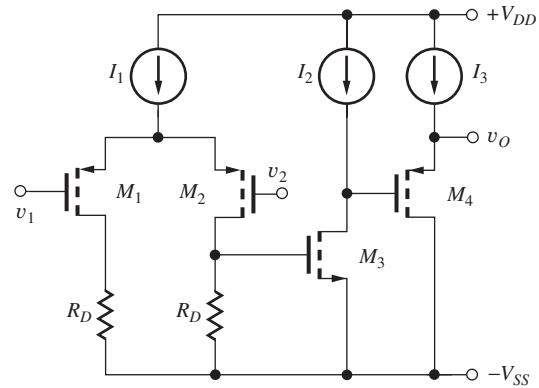 +V_DD
I_1
I_2
I_3
v_O
v_1
M_1
M_2
v_2
M_4
M_3
R_D
R_D
−V_SS